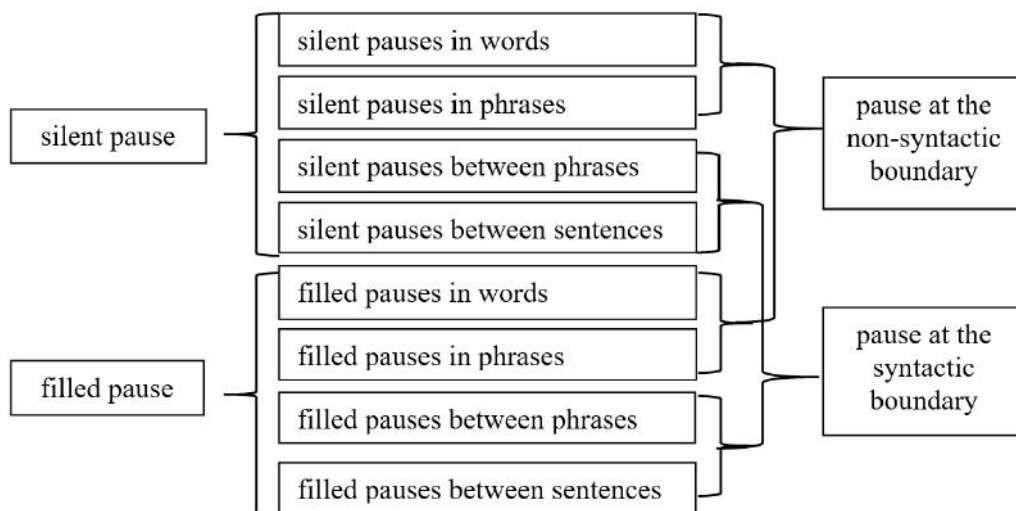 silent pause
silent pauses in words
silent pauses in phrases
silent pauses between phrases
silent pauses between sentences
filled pause
filled pauses in words
filled pauses in phrases
filled pauses between phrases
filled pauses between sentences
pause at the
non-syntactic
boundary
pause at the
syntactic
boundary